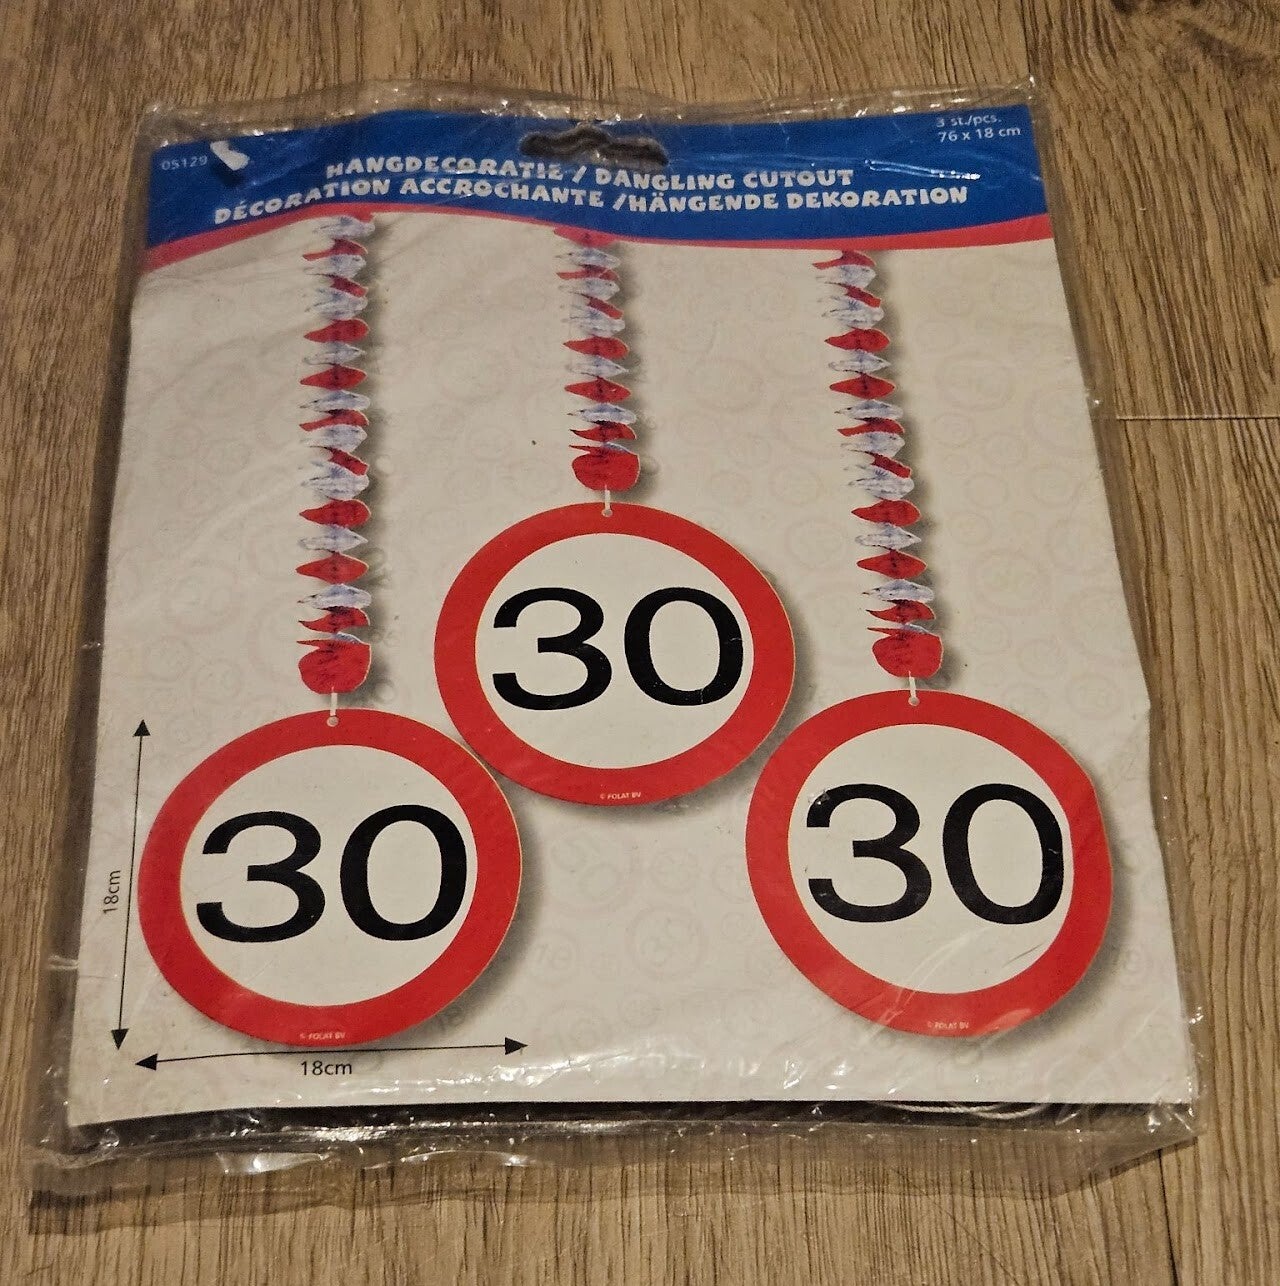 05129
3 st./pcs.
76 x 18 cm
HANGDECORATIE / DANGLING CUTOUT
DÉCORATION ACCROCHANTE /HÄNGENDE DEKORATION
30
© FOLAT BV
30
© FOLAT BV
30
© FOLAT BV
18cm
18cm